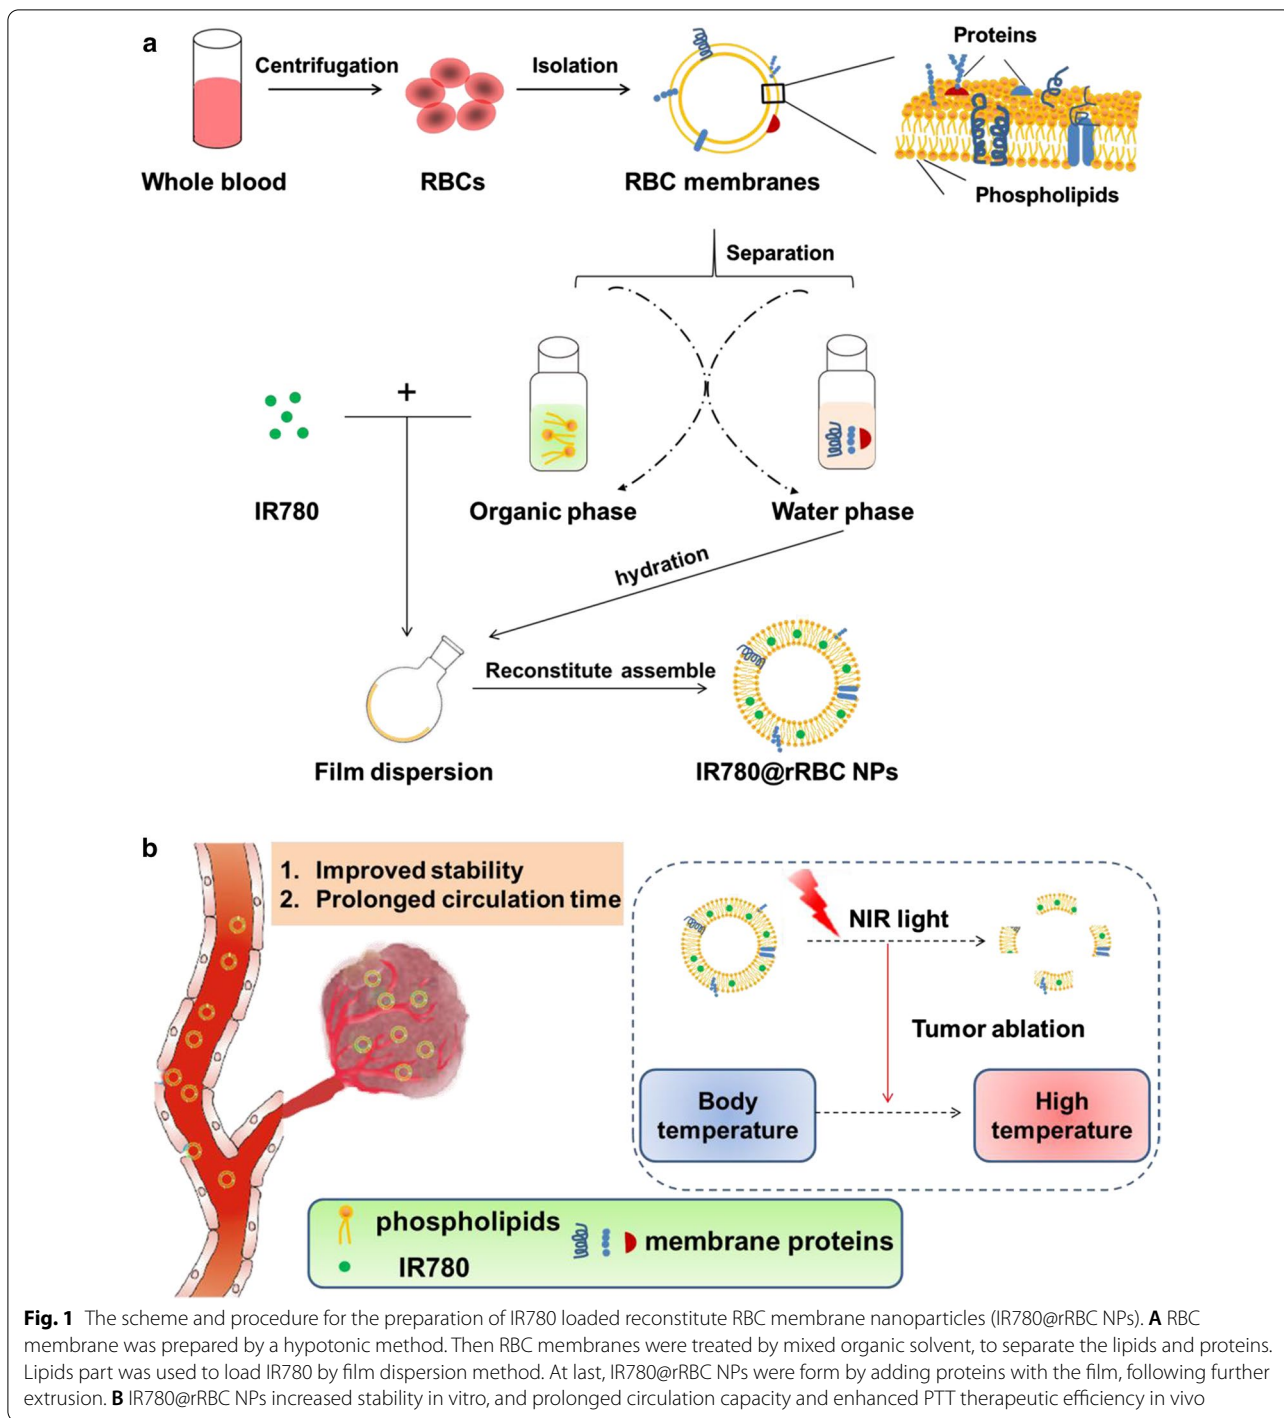 a
Proteins
Centrifugation
Isolation
Whole blood
RBCs
RBC membranes
Phospholipids
Separation
+
IR780
Organic phase
Water phase
hydration
Reconstitute assemble
Film dispersion
IR780@rRBC NPs
b
1. Improved stability
2. Prolonged circulation time
NIR light
Tumor ablation
Body
temperature
High
temperature
phospholipids
membrane proteins
IR780
Fig. 1 The scheme and procedure for the preparation of IR780 loaded reconstitute RBC membrane nanoparticles (IR780@rRBC NPs). A RBC
membrane was prepared by a hypotonic method. Then RBC membranes were treated by mixed organic solvent, to separate the lipids and proteins.
Lipids part was used to load IR780 by film dispersion method. At last, IR780@rRBC NPs were form by adding proteins with the film, following further
extrusion. B IR780@rRBC NPs increased stability in vitro, and prolonged circulation capacity and enhanced PTT therapeutic efficiency in vivo